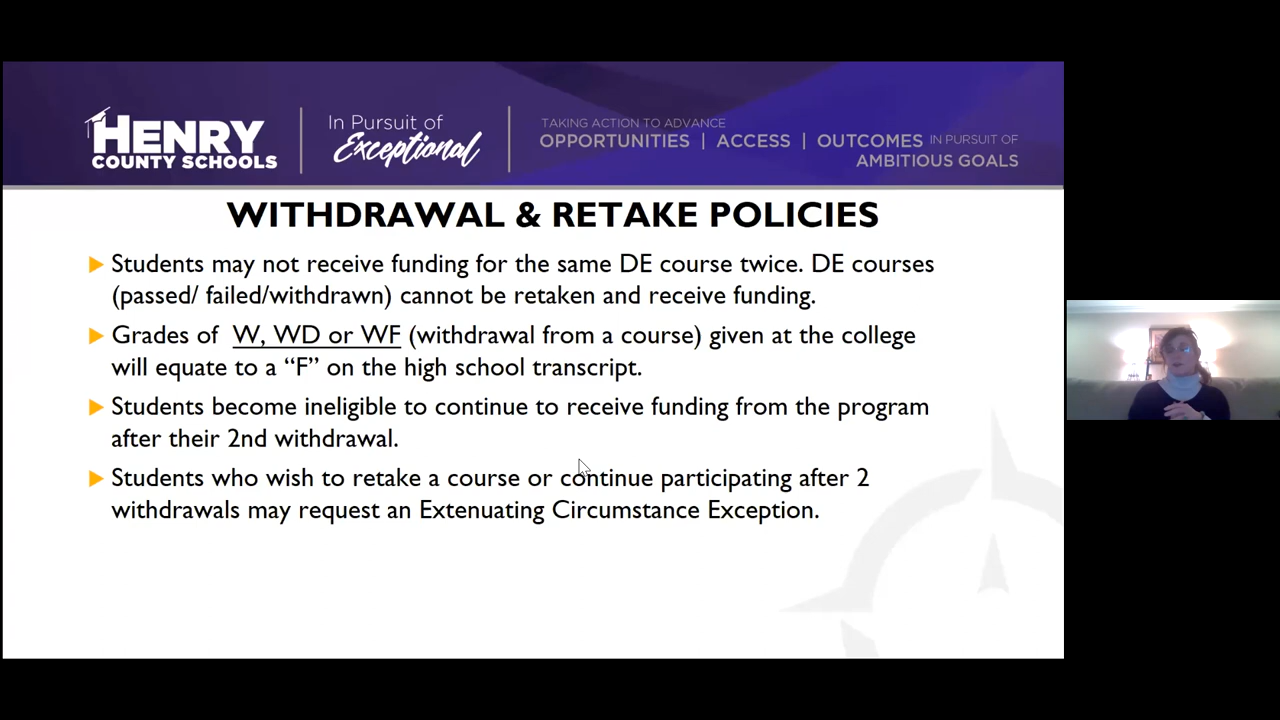 HENRY
COUNTY SCHOOLS
In Pursuit of
Exceptional
TAKING ACTION TO ADVANCE
OPPORTUNITIES | ACCESS | OUTCOMES IN PURSUIT OF
AMBITIOUS GOALS
WITHDRAWAL & RETAKE POLICIES
Students may not receive funding for the same DE course twice. DE courses
(passed/ failed/withdrawn) cannot be retaken and receive funding.
Grades of W, WD or WF (withdrawal from a course) given at the college
will equate to a “F” on the high school transcript.
Students become ineligible to continue to receive funding from the program
after their 2nd withdrawal.
Students who wish to retake a course or continue participating after 2
withdrawals may request an Extenuating Circumstance Exception.